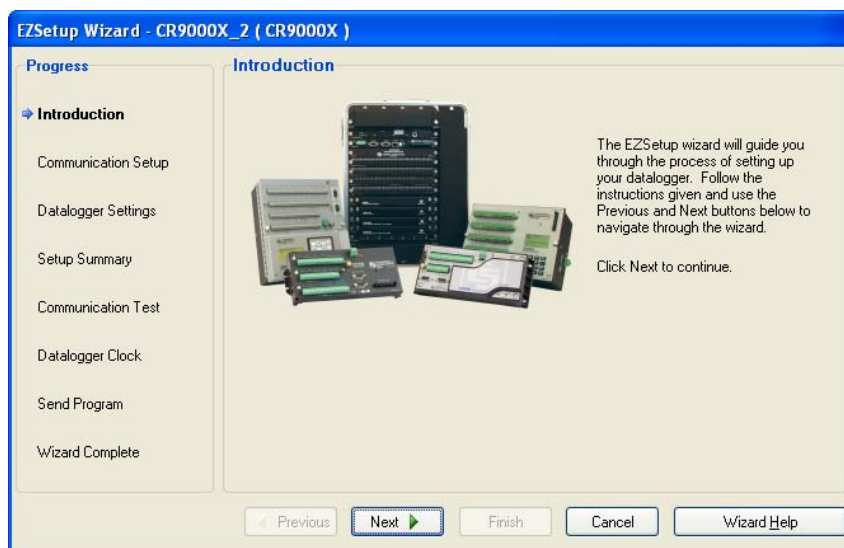 EZSetup Wizard - CR9000X_2 ( CR9000X )
Progress
Introduction
Communication Setup
Datalogger Settings
Setup Summary
Communication Test
Datalogger Clock
Send Program
Wizard Complete
Introduction
The EZSetup wizard will guide you
through the process of setting up
your datalogger. Follow the
instructions given and use the
Previous and Next buttons below to
navigate through the wizard.
Click Next to continue.
Previous
Next
Finish
Cancel
Wizard Help